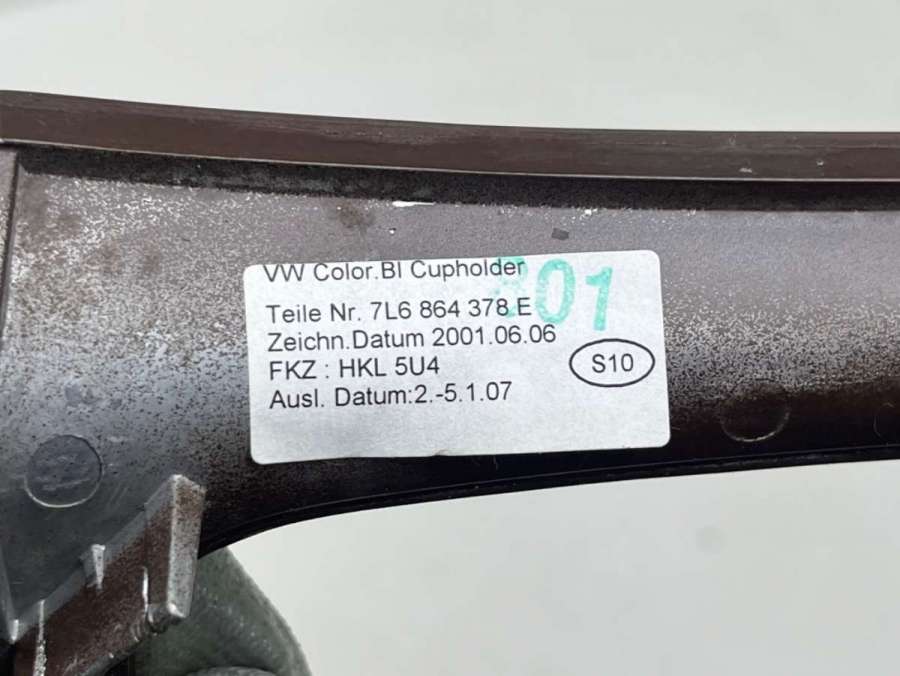 VW Color.Bl Cupholder
801
Teile Nr. 7L6 864 378 E
Zeichn.Datum 2001.06.06
FKZ : HKL 5U4
S10
Ausl. Datum:2.-5.1.07